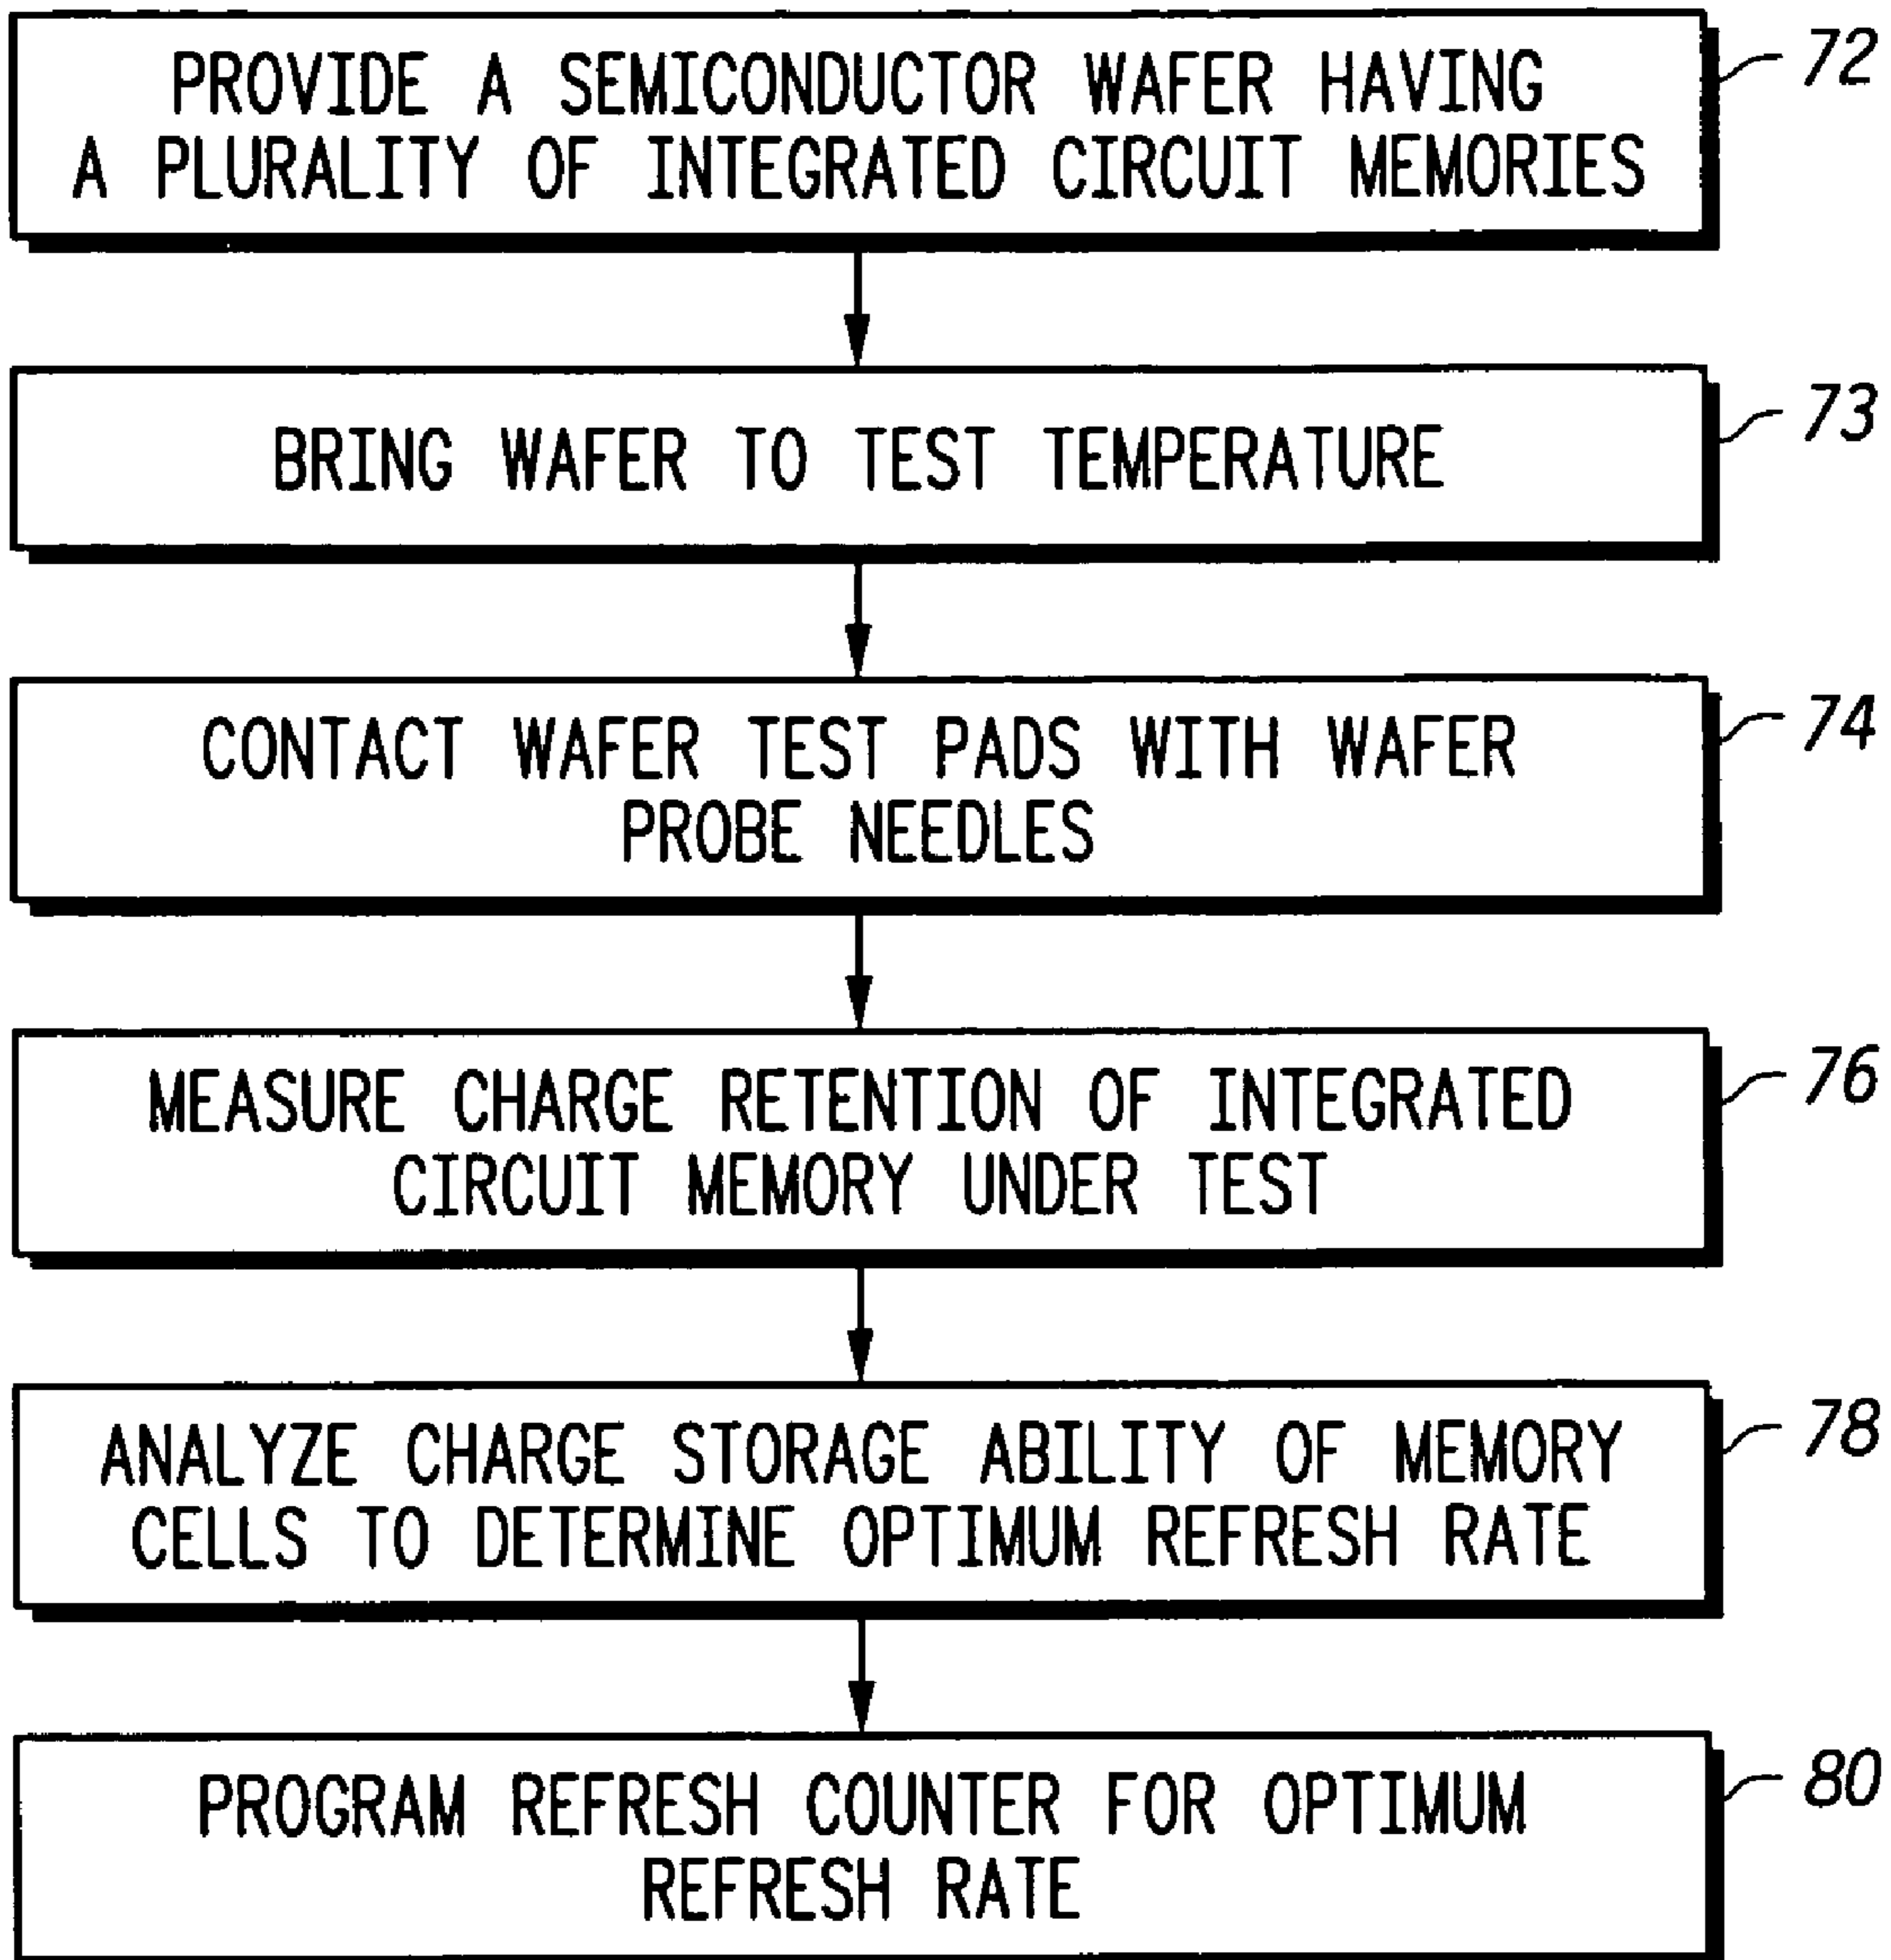 PROVIDE A SEMICONDUCTOR WAFER HAVING
A PLURALITY OF INTEGRATED CIRCUIT MEMORIES
72
BRING WAFER TO TEST TEMPERATURE
73
CONTACT WAFER TEST PADS WITH WAFER
PROBE NEEDLES
74
MEASURE CHARGE RETENTION OF INTEGRATED
CIRCUIT MEMORY UNDER TEST
76
ANALYZE CHARGE STORAGE ABILITY OF MEMORY
CELLS TO DETERMINE OPTIMUM REFRESH RATE
78
PROGRAM REFRESH COUNTER FOR OPTIMUM
REFRESH RATE
80